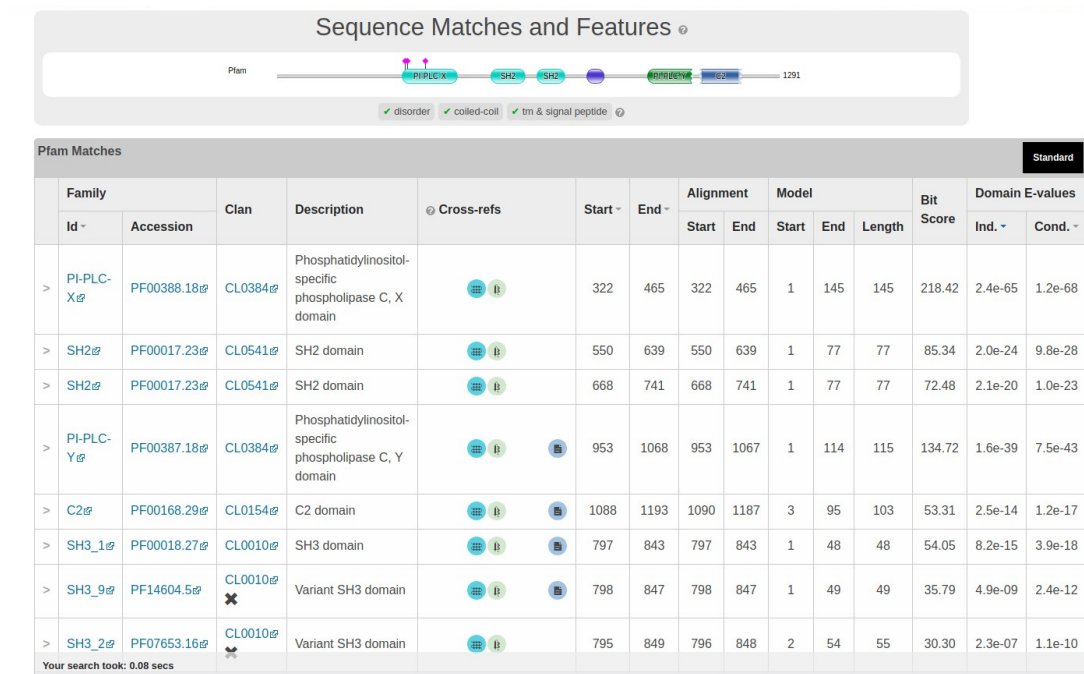 Sequence Matches and Features
Pfam PI-PLC-X SH2 SH2 PI-PLC-Y C2 1291
✔ disorder ✔ coiled-coil ✔ tm & signal peptide
Pfam Matches Standard
Family Clan Description Cross-refs Start End Alignment Model Bit Score Domain E-values
Id Accession Start End Start End Length Ind. Cond.
> PI-PLC-X PF00388.18 CL0384 Phosphatidylinositol-specific phospholipase C, X domain 322 465 322 465 1 145 145 218.42 2.4e-65 1.2e-68
> SH2 PF00017.23 CL0541 SH2 domain 550 639 550 639 1 77 77 85.34 2.0e-24 9.8e-28
> SH2 PF00017.23 CL0541 SH2 domain 668 741 668 741 1 77 77 72.48 2.1e-20 1.0e-23
> PI-PLC-Y PF00387.18 CL0384 Phosphatidylinositol-specific phospholipase C, Y domain 953 1068 953 1067 1 114 115 134.72 1.6e-39 7.5e-43
> C2 PF00168.29 CL0154 C2 domain 1088 1193 1090 1187 3 95 103 53.31 2.5e-14 1.2e-17
> SH3_1 PF00018.27 CL0010 SH3 domain 797 843 797 843 1 48 48 54.05 8.2e-15 3.9e-18
> SH3_9 PF14604.5 CL0010 ✖ Variant SH3 domain 798 847 798 847 1 49 49 35.79 4.9e-09 2.4e-12
> SH3_2 PF07653.16 CL0010 ✖ Variant SH3 domain 795 849 796 848 2 54 55 30.30 2.3e-07 1.1e-10
Your search took: 0.08 secs